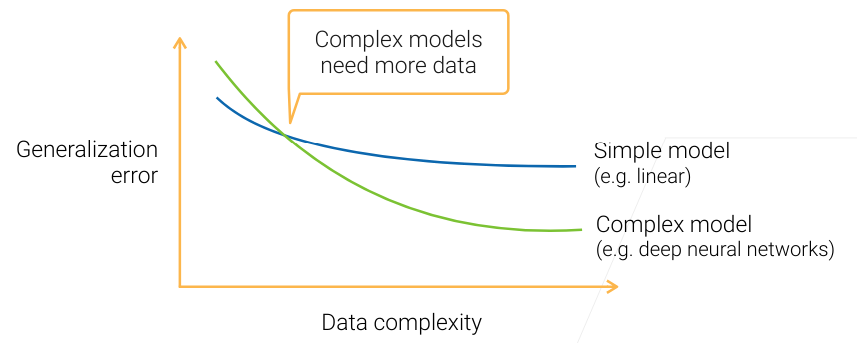 Complex models
need more data
Generalization
error
Simple model
(e.g. linear)
Complex model
(e.g. deep neural networks)
Data complexity